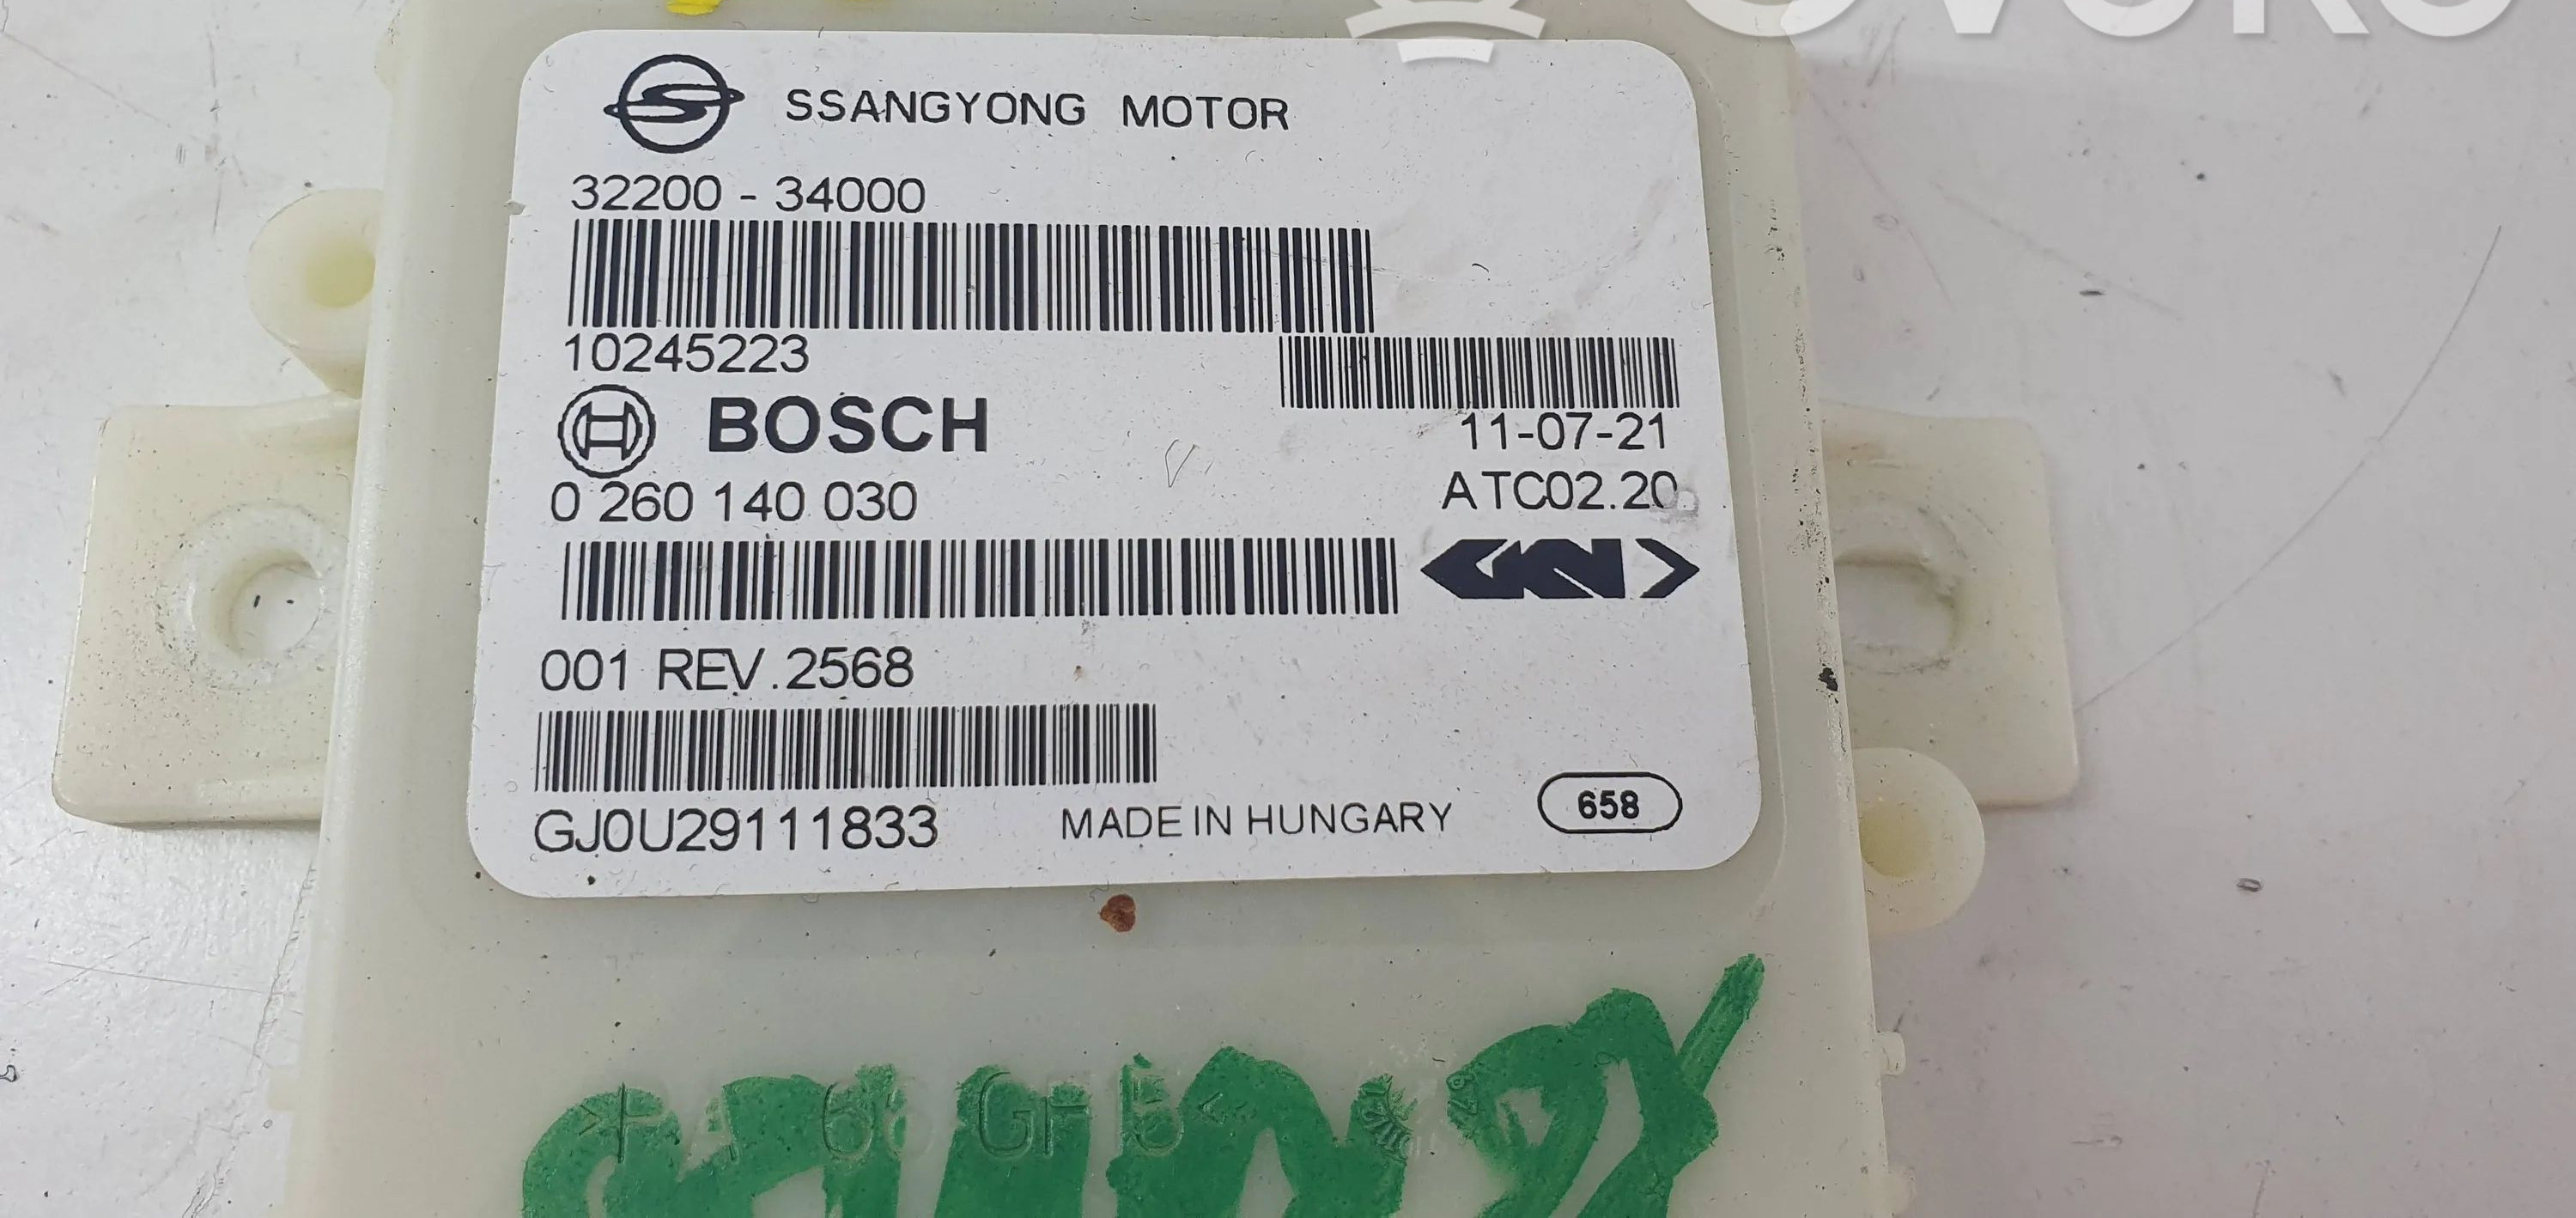 SSANGYONG MOTOR
32200 - 34000
10245223
BOSCH
11-07-21
0 260 140 030
ATC02.20
GKN
001 REV.2568
GJ0U29111833
MADE IN HUNGARY
658